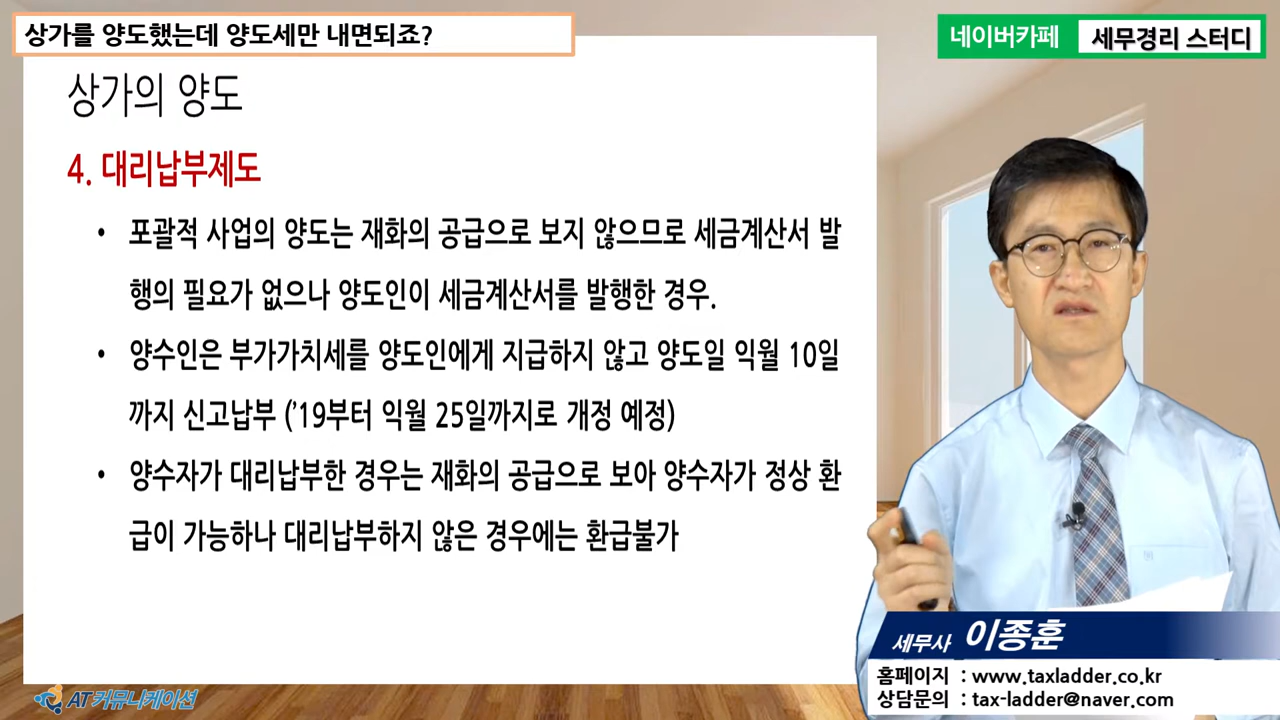 상가를 양도했는데 양도세만 내면되죠?
네이버카페 세무경리 스터디
상가의 양도
4. 대리납부제도
• 포괄적 사업의 양도는 재화의 공급으로 보지 않으므로 세금계산서 발
행의 필요가 없으나 양도인이 세금계산서를 발행한 경우.
• 양수인은 부가가치세를 양도인에게 지급하지 않고 양도일 익월 10일
까지 신고납부 (’19부터 익월 25일까지로 개정 예정)
• 양수자가 대리납부한 경우는 재화의 공급으로 보아 양수자가 정상 환
급이 가능하나 대리납부하지 않은 경우에는 환급불가
세무사 이종훈
홈페이지 : www.taxladder.co.kr
상담문의 : tax-ladder@naver.com
AT커뮤니케이션